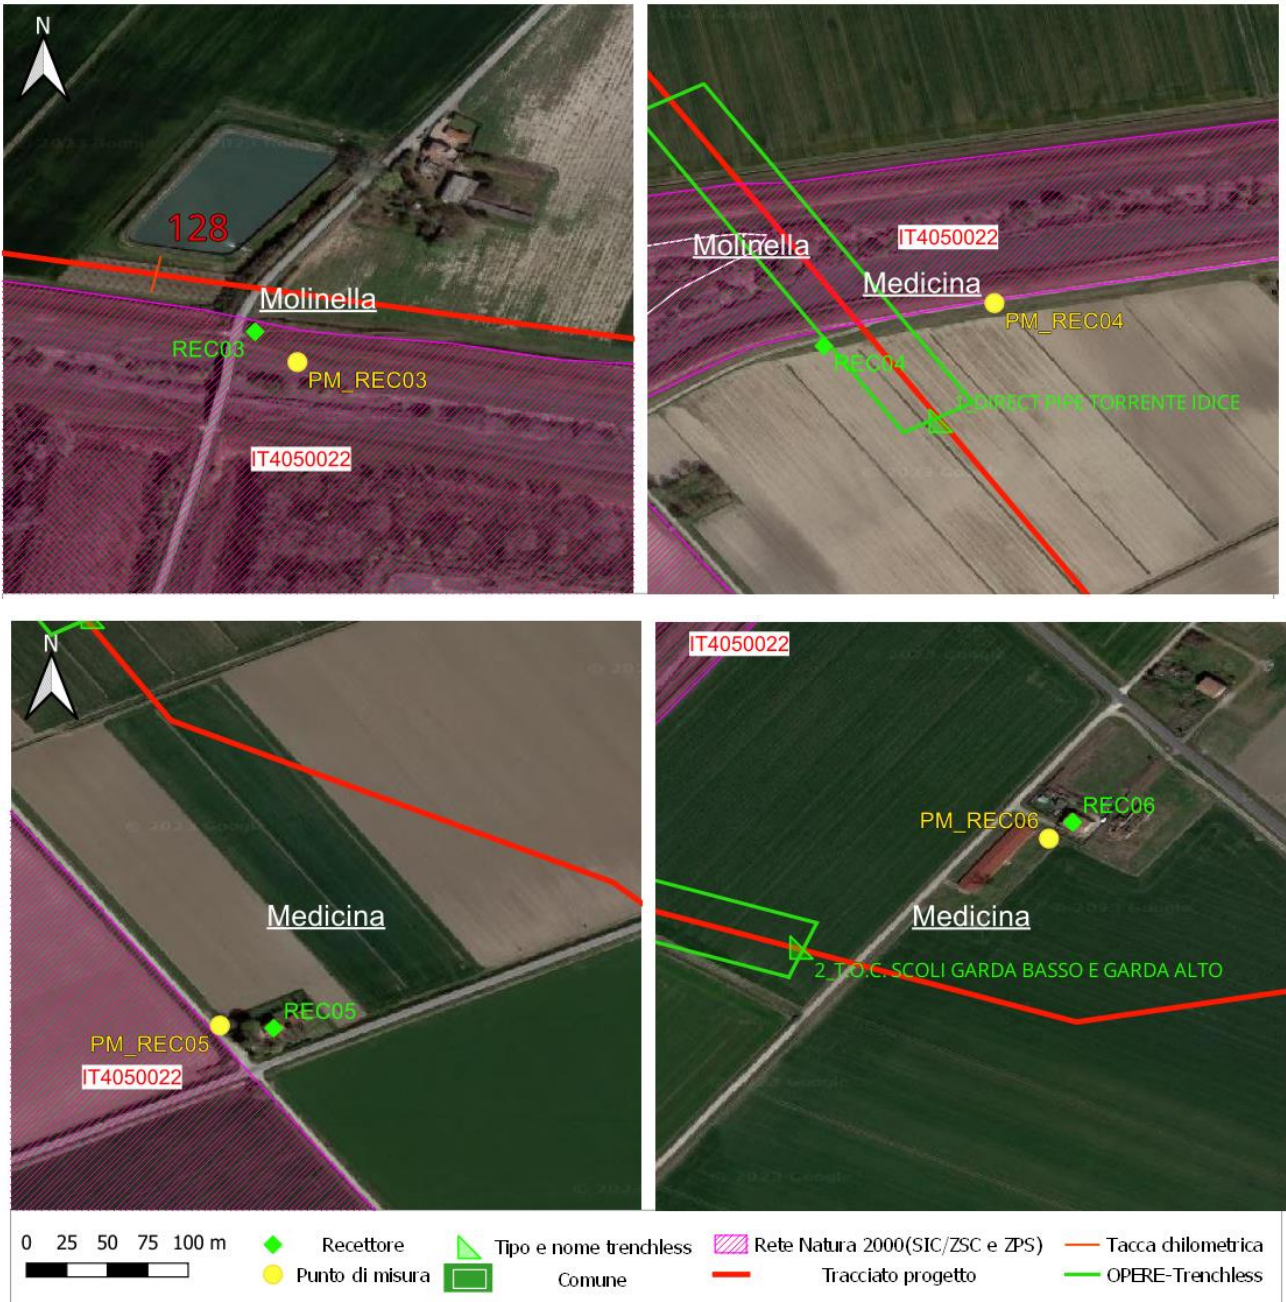 N
128
Molinella
REC03
PM_REC03
IT4050022
IT4050022
Molinella
Medicina
PM_REC04
REC04
DIRECT PIPE TORRENTE IDICE
N
Medicina
REC05
PM_REC05
IT4050022
IT4050022
REC06
PM_REC06
Medicina
2_T.O.C. SCOLI GARDA BASSO E GARDA ALTO
0 25 50 75 100 m
Recettore
Punto di misura
Tipo e nome trenchless
Comune
Rete Natura 2000(SIC/ZSC e ZPS)
Tracciato progetto
Tacca chilometrica
OPERE-Trenchless